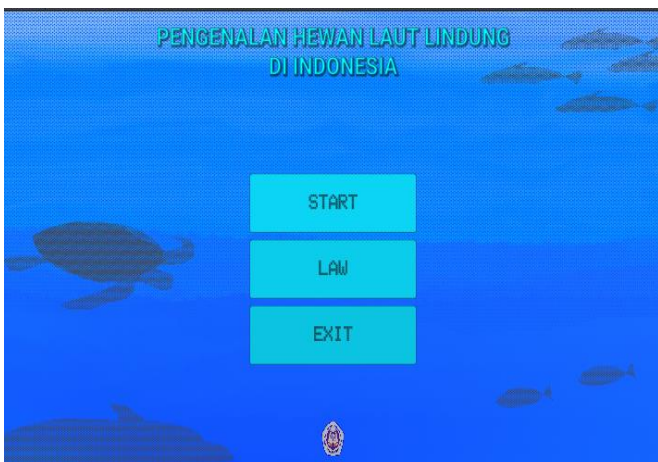 PENGENALAN HEWAN LAUT LINDUNG
DI INDONESIA
START
LAW
EXIT